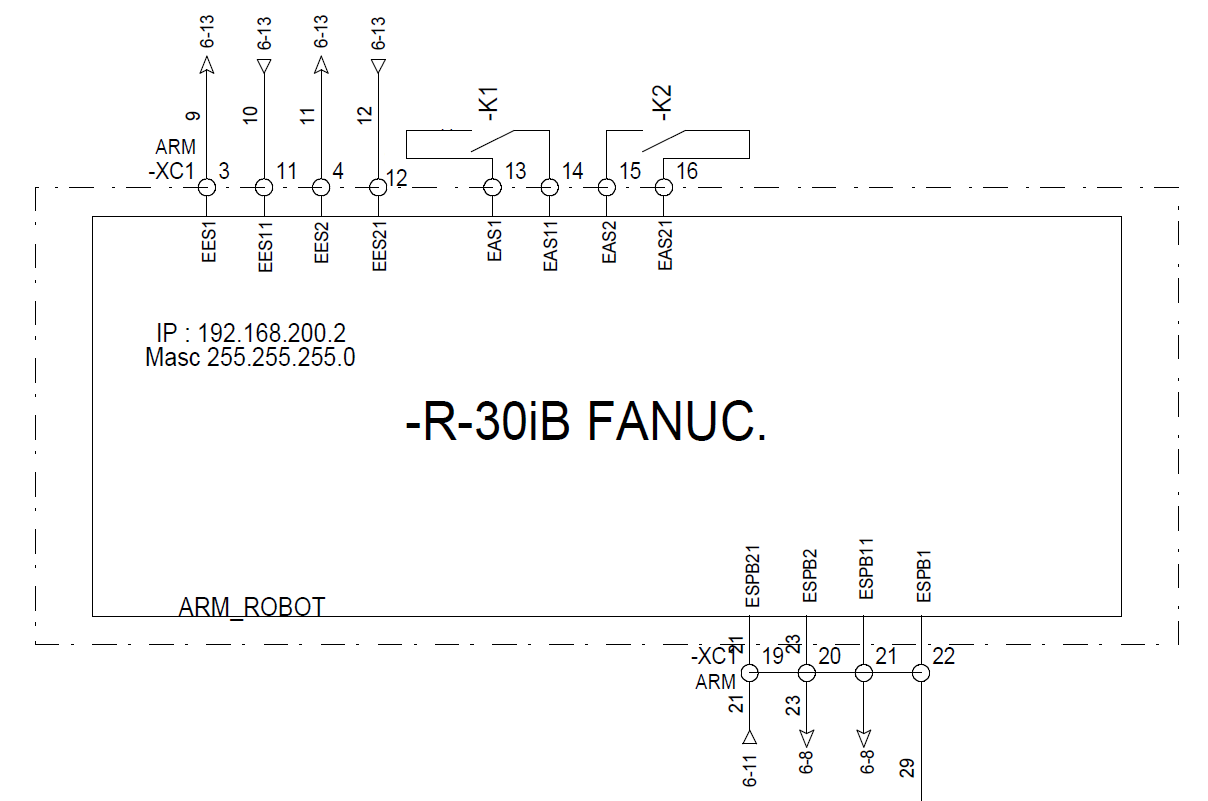 6-13
6-13
6-13
6-13
9
10
11
12
-K1
-K2
ARM
-XC1
3
11
4
12
13
14
15
16
EES1
EES11
EES2
EES21
EAS1
EAS11
EAS2
EAS21
IP : 192.168.200.2
Masc 255.255.255.0
-R-30iB FANUC.
ESPB21
ESPB2
ESPB11
ESPB1
ARM_ROBOT
21
23
-XC1
19
20
21
22
ARM
21
23
6-11
6-8
6-8
29